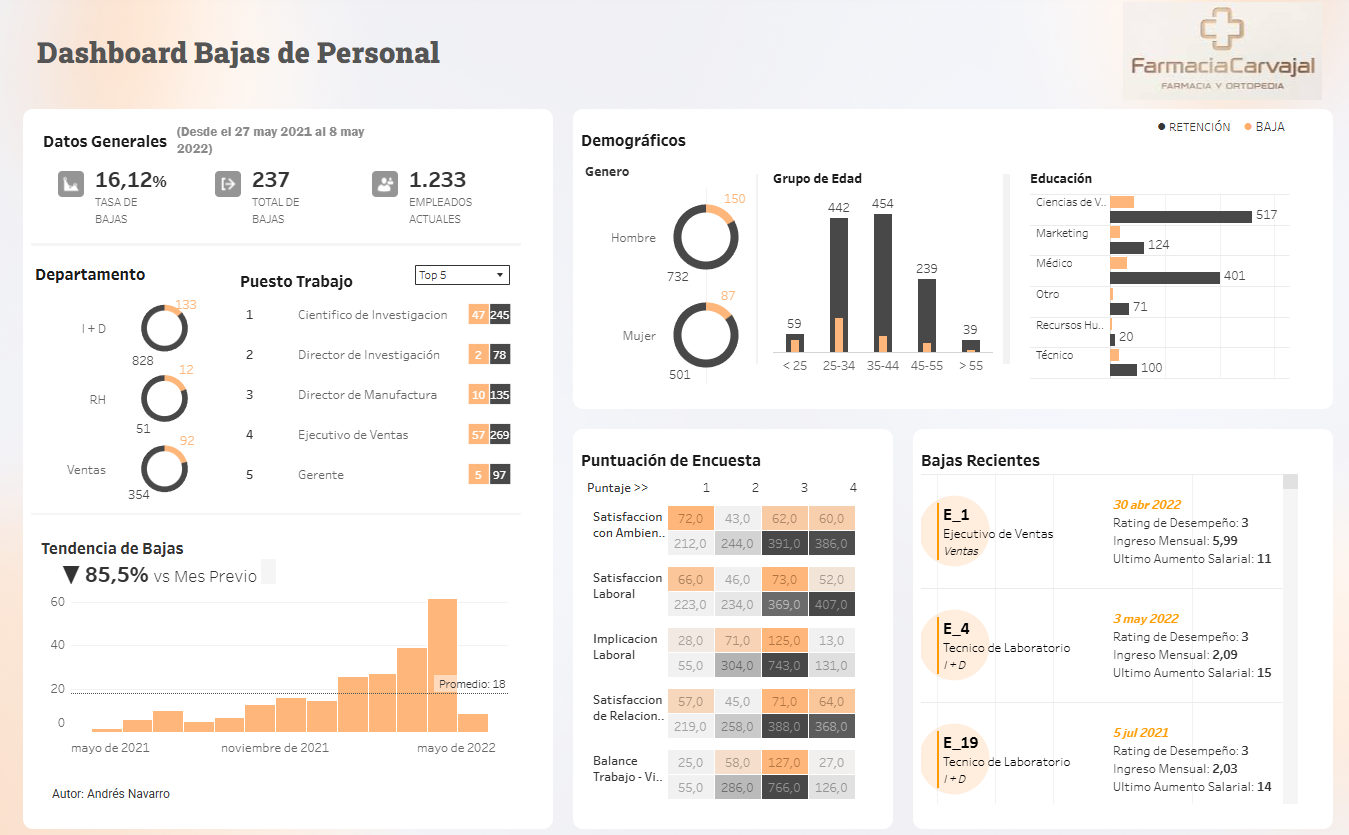 Dashboard Bajas de Personal
FarmaciaCarvajal
FARMACIA Y ORTOPEDIA
Datos Generales
(Desde el 27 may 2021 al 8 may
2022)
16,12%
TASA DE
BAJAS
237
TOTAL DE
BAJAS
1.233
EMPLEADOS
ACTUALES
Departamento
I + D
133
828
RH
12
51
Ventas
92
354
Puesto Trabajo
Top 5
1 Cientifico de Investigacion 47 245
2 Director de Investigación 2 78
3 Director de Manufactura 10 135
4 Ejecutivo de Ventas 57 269
5 Gerente 5 97
Tendencia de Bajas
▼ 85,5% vs Mes Previo
60
40
20
0
Promedio: 18
mayo de 2021 noviembre de 2021 mayo de 2022
Autor: Andrés Navarro
RETENCIÓN BAJA
Demográficos
Genero
Hombre
150
732
Mujer
87
501
Grupo de Edad
59 442 454 239 39
< 25 25-34 35-44 45-55 > 55
Educación
Ciencias de V.. 517
Marketing 124
Médico 401
Otro 71
Recursos Hu.. 20
Técnico 100
Puntuación de Encuesta
Puntaje >> 1 2 3 4
Satisfaccion
con Ambien..
72,0 43,0 62,0 60,0
212,0 244,0 391,0 386,0
Satisfaccion
Laboral
66,0 46,0 73,0 52,0
223,0 234,0 369,0 407,0
Implicacion
Laboral
28,0 71,0 125,0 13,0
55,0 304,0 743,0 131,0
Satisfaccion
de Relacion..
57,0 45,0 71,0 64,0
219,0 258,0 388,0 368,0
Balance
Trabajo - Vi..
25,0 58,0 127,0 27,0
55,0 286,0 766,0 126,0
Bajas Recientes
E_1
Ejecutivo de Ventas
Ventas
30 abr 2022
Rating de Desempeño: 3
Ingreso Mensual: 5,99
Ultimo Aumento Salarial: 11
E_4
Tecnico de Laboratorio
I + D
3 may 2022
Rating de Desempeño: 3
Ingreso Mensual: 2,09
Ultimo Aumento Salarial: 15
E_19
Tecnico de Laboratorio
I + D
5 jul 2021
Rating de Desempeño: 3
Ingreso Mensual: 2,03
Ultimo Aumento Salarial: 14